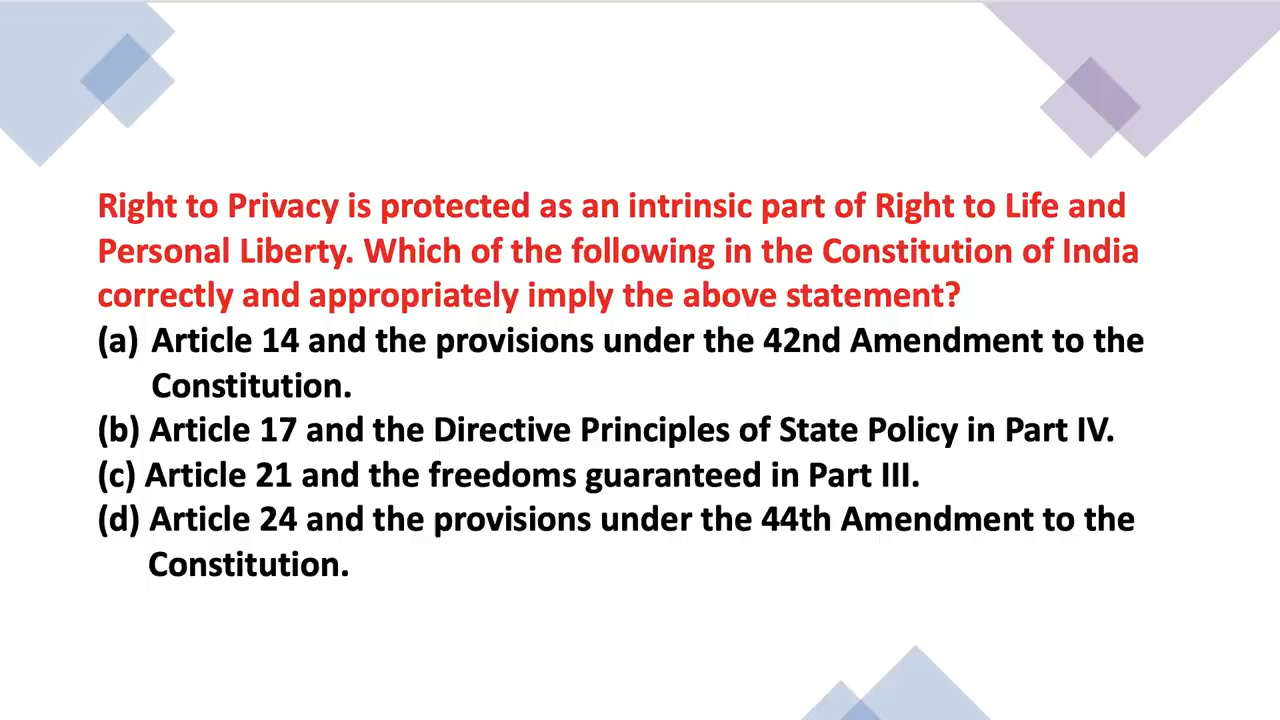 Right to Privacy is protected as an intrinsic part of Right to Life and
Personal Liberty. Which of the following in the Constitution of India
correctly and appropriately imply the above statement?
(a) Article 14 and the provisions under the 42nd Amendment to the
Constitution.
(b) Article 17 and the Directive Principles of State Policy in Part IV.
(c) Article 21 and the freedoms guaranteed in Part III.
(d) Article 24 and the provisions under the 44th Amendment to the
Constitution.